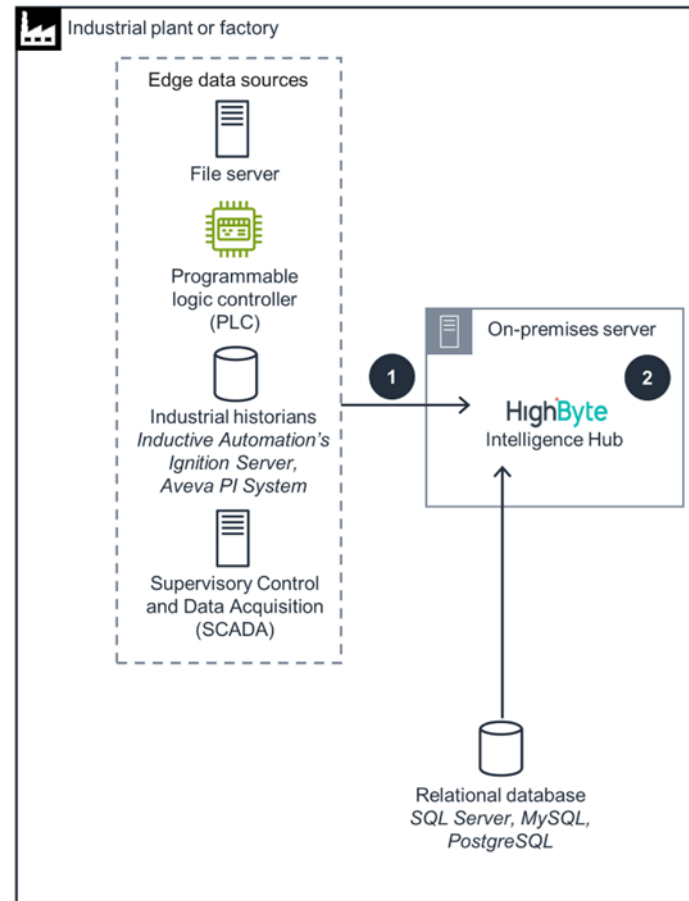 Industrial plant or factory
Edge data sources
File server
Programmable
logic controller
(PLC)
Industrial historians
Inductive Automation's
Ignition Server,
Aveva PI System
Supervisory Control
and Data Acquisition
(SCADA)
1
On-premises server
2
HighByte
Intelligence Hub
Relational database
SQL Server, MySQL,
PostgreSQL